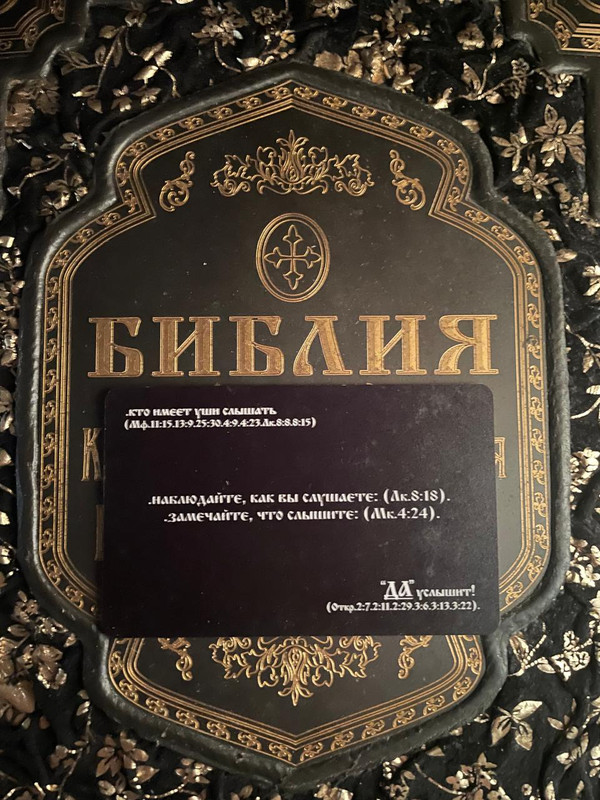 БИБЛИЯ
.кто имеет уши слышать
(Мф.11:15.13:9.25:30.4:9.4:23.Лк.8:8.8:15)
.наблюдайте, как вы слушаете: (Лк.8:18).
.замечайте, что слышите: (Мк.4:24).
"ДА" услышит!
(Откр.2:7.2:11.2:29.3:6.3:13.3:22).